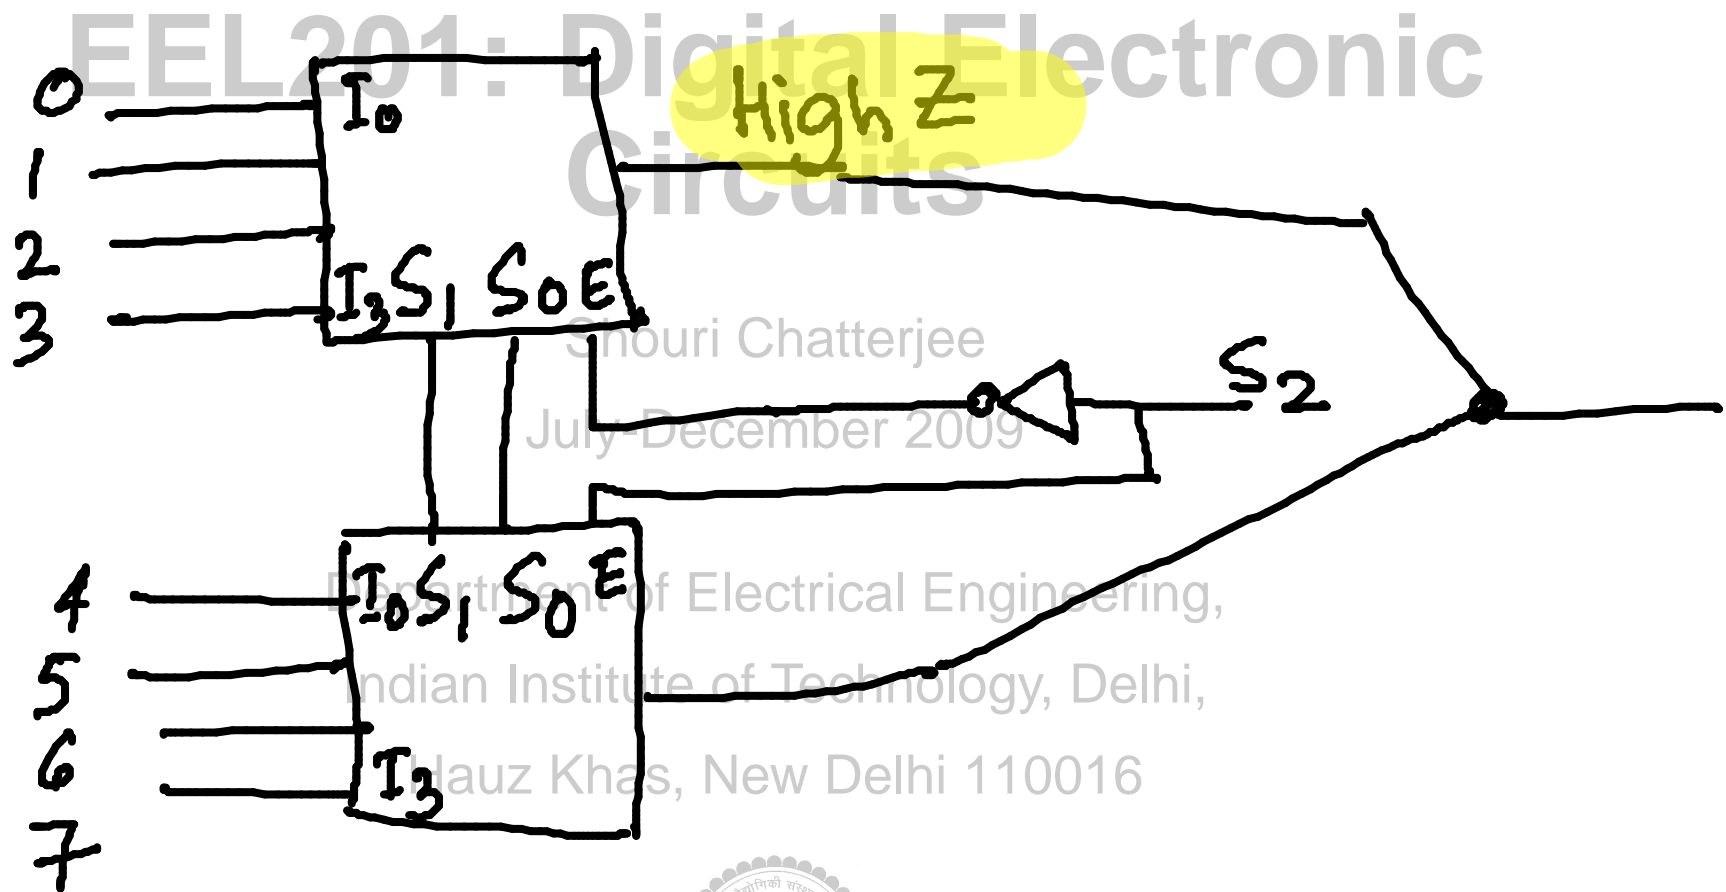 EEL201: Digital Electronic
Circuits
High Z
0
1
2
3
I0
I3 S1 S0 E
Shouri Chatterjee
S2
July-December 2009
4
5
6
7
I0 S1 S0 E
I3
Department of Electrical Engineering,
Indian Institute of Technology, Delhi,
Hauz Khas, New Delhi 110016